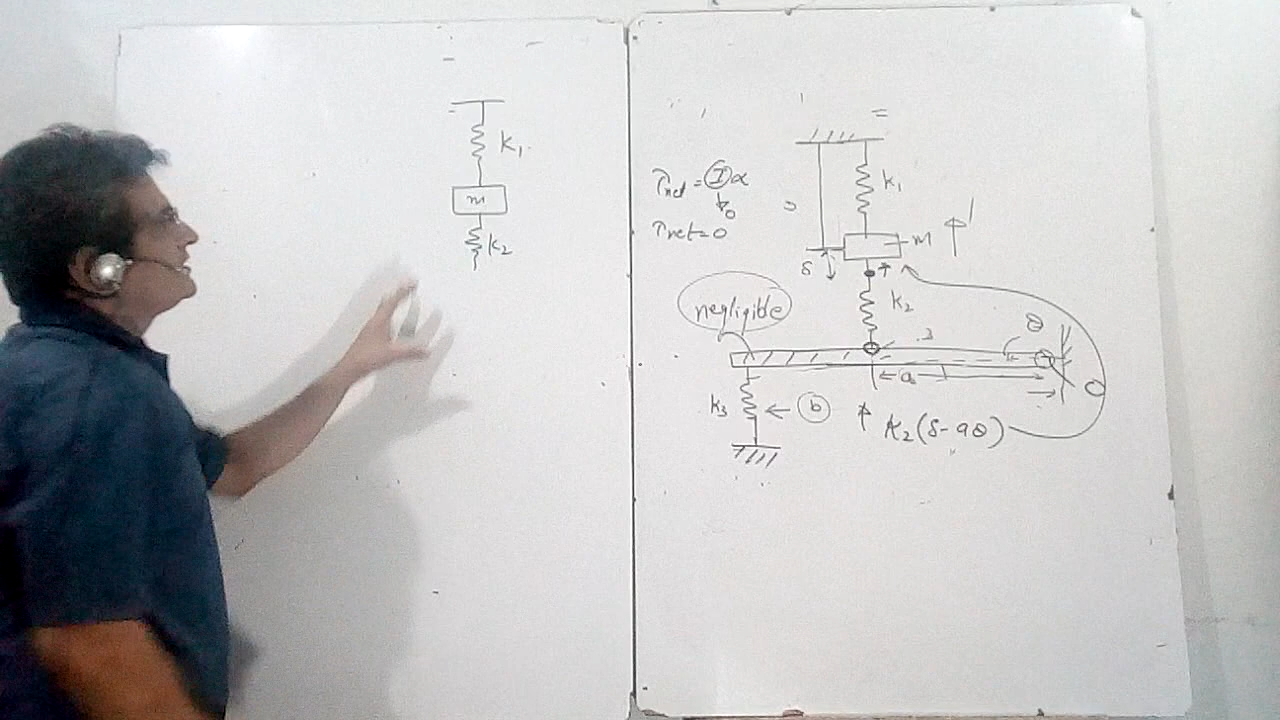 K₁
m
K₂
τnet = Iα
0
τnet = 0
K₁
m
δ
K₂
negligible
θ
a
K₃
b
K₂(δ-aθ)